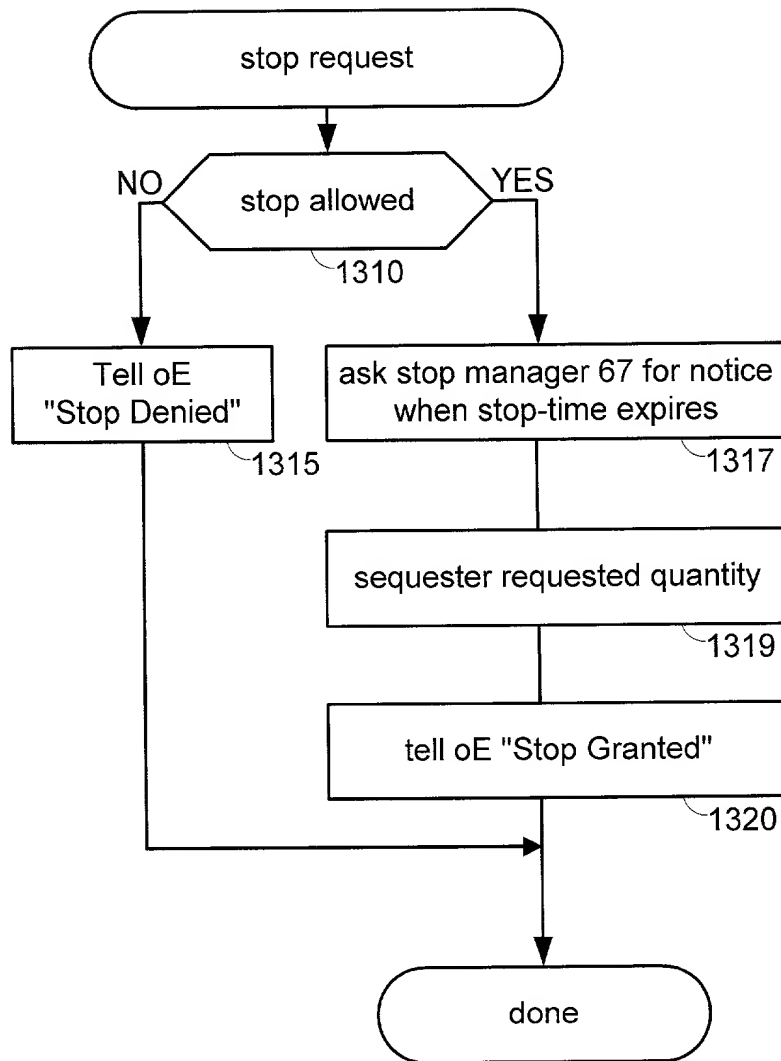 stop request
NO
YES
stop allowed
1310
Tell oE
"Stop Denied"
1315
ask stop manager 67 for notice
when stop-time expires
1317
sequester requested quantity
1319
tell oE "Stop Granted"
1320
done